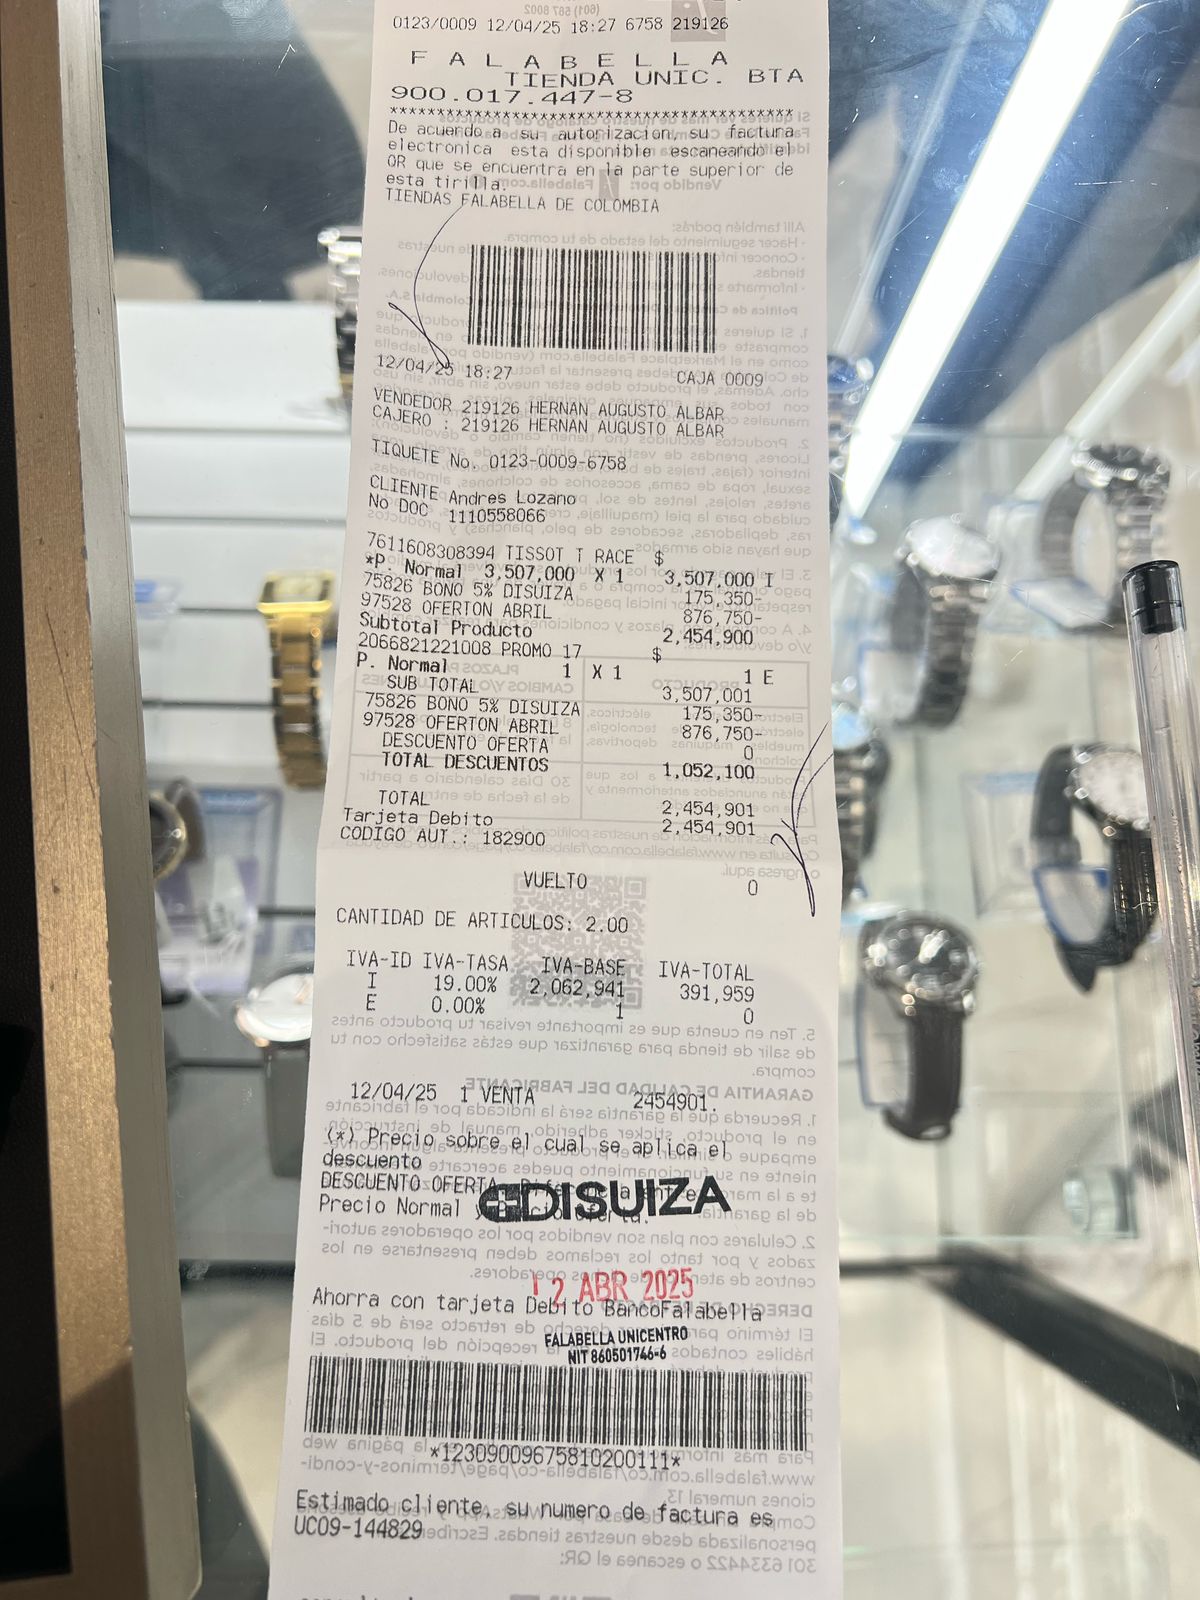 0123/0009 12/04/25 18:27 6758 219126
F A L A B E L L A
TIENDA UNIC. BTA
900.017.447-8
****************************************
De acuerdo a su autorizacion, su factura
electronica esta disponible escaneando el
QR que se encuentra en la parte superior de
esta tirilla.
TIENDAS FALABELLA DE COLOMBIA
12/04/25 18:27 CAJA 0009
VENDEDOR 219126 HERNAN AUGUSTO ALBAR
CAJERO : 219126 HERNAN AUGUSTO ALBAR
TIQUETE No. 0123-0009-6758
CLIENTE Andres Lozano
No DOC 1110558066
7611608308394 TISSOT T RACE $
*P. Normal 3,507,000 X 1 3,507,000 I
75826 BONO 5% DISUIZA 175,350-
97528 OFERTON ABRIL 876,750-
Subtotal Producto 2,454,900
2066821221008 PROMO 17 $
P. Normal 1 X 1 1 E
SUB TOTAL 3,507,001
75826 BONO 5% DISUIZA 175,350-
97528 OFERTON ABRIL 876,750-
DESCUENTO OFERTA 0
TOTAL DESCUENTOS 1,052,100
TOTAL 2,454,901
Tarjeta Debito 2,454,901
CODIGO AUT.: 182900
VUELTO 0
CANTIDAD DE ARTICULOS: 2.00
IVA-ID IVA-TASA IVA-BASE IVA-TOTAL
I 19.00% 2,062,941 391,959
E 0.00% 1 0
12/04/25 1 VENTA 2454901.
(*) Precio sobre el cual se aplica el
descuento
DESCUENTO OFERTA: Diferencia entre
Precio Normal y Precio oferta.
DISUIZA
12 ABR 2025
Ahorra con tarjeta Debito BancoFalabella
FALABELLA UNICENTRO
NIT 860501746-6
*12309009675810200111*
Estimado cliente, su numero de factura es
UC09-144829